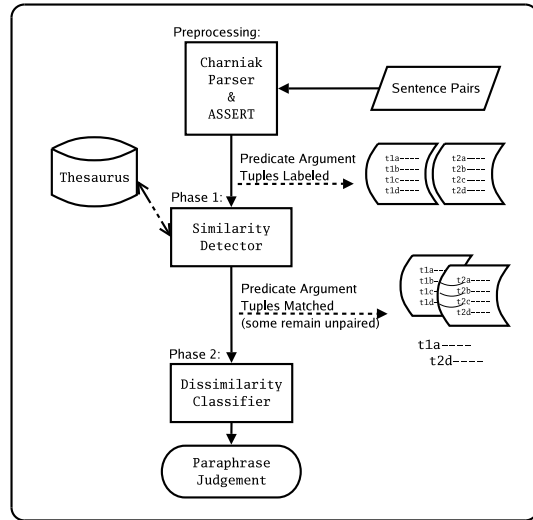 Preprocessing:
Charniak
Parser
&
ASSERT
Sentence Pairs
Thesaurus
Predicate Argument
Tuples Labeled
t1a----
t1b----
t1c----
t1d----
t2a----
t2b----
t2c----
t2d----
Phase 1:
Similarity
Detector
Predicate Argument
Tuples Matched
(some remain unpaired)
t1a--
t1b--
t1c--
t1d--
t2a----
t2b----
t2c----
t2d----
t1a----
t2d----
Phase 2:
Dissimilarity
Classifier
Paraphrase
Judgement